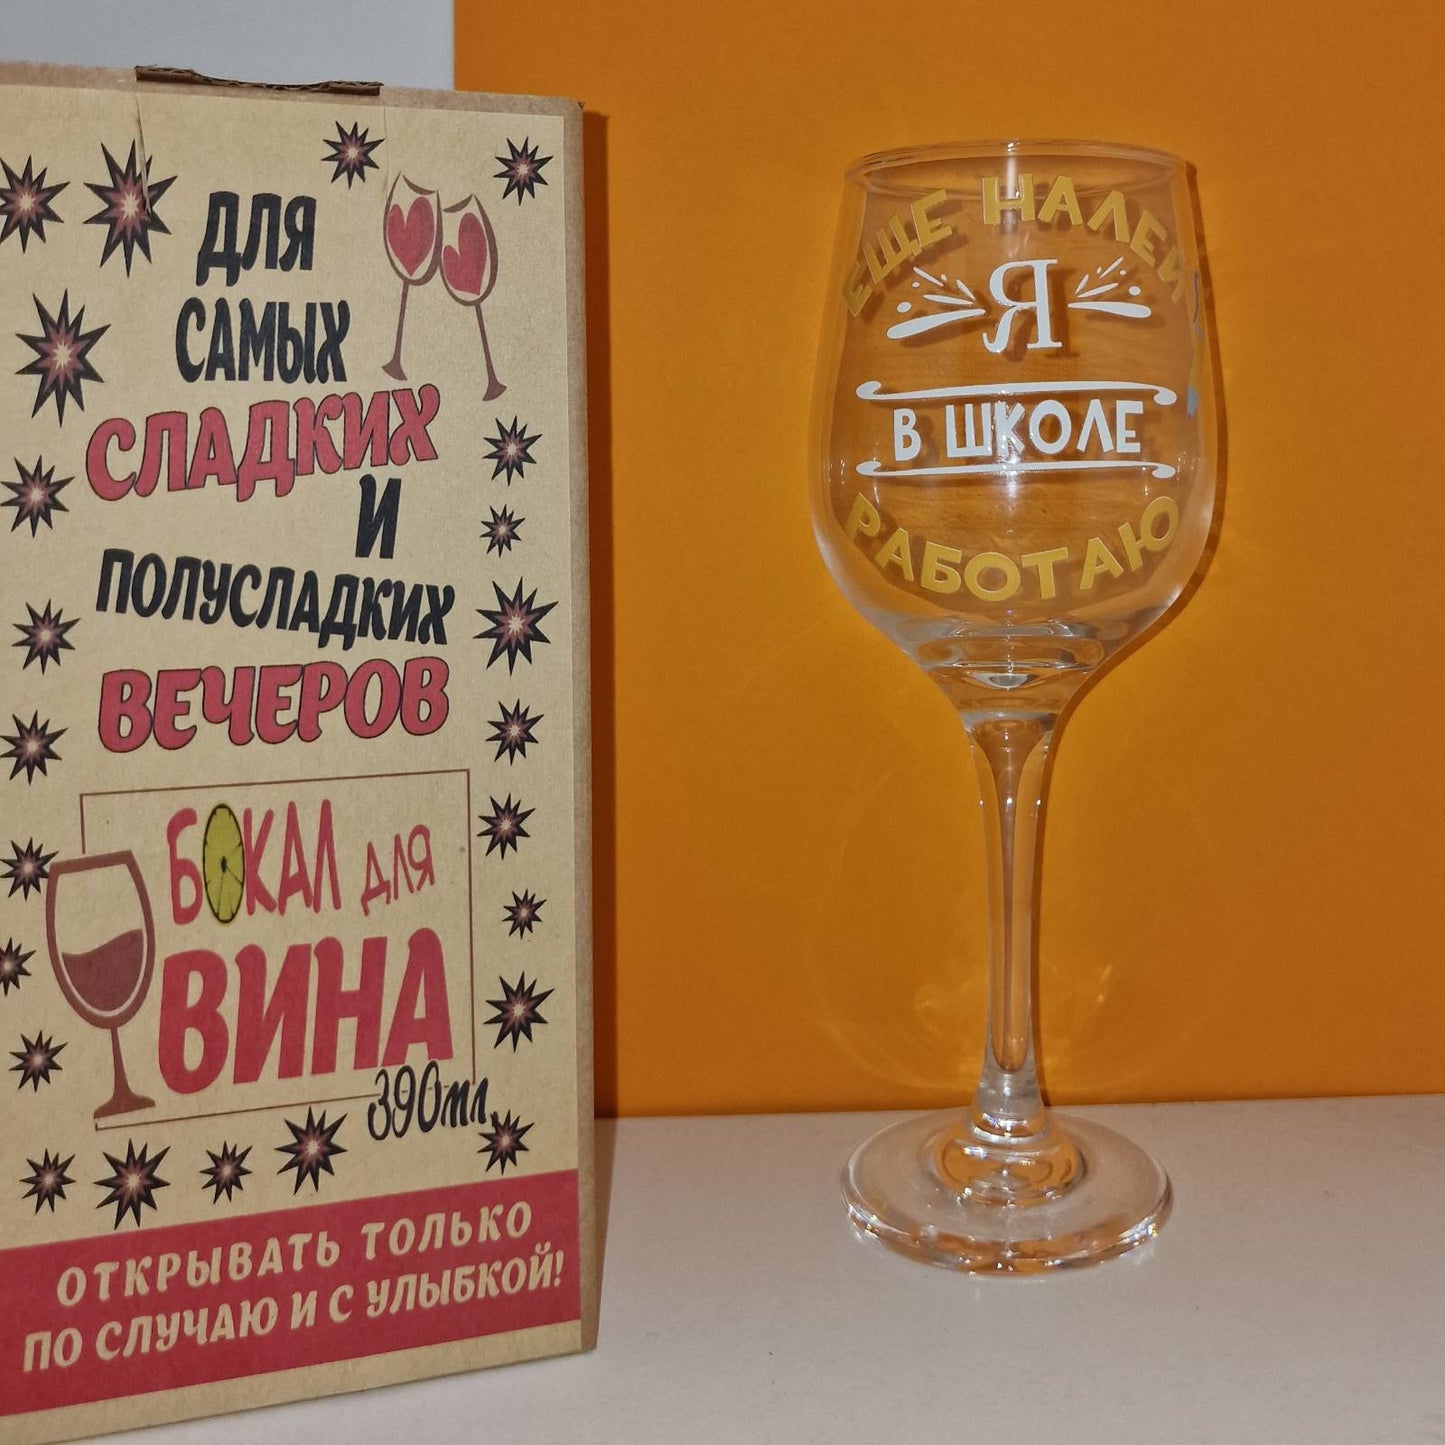 ДЛЯ
САМЫХ
СЛАДКИХ
И
ПОЛУСЛАДКИХ
ВЕЧЕРОВ
БОКАЛ ДЛЯ
ВИНА
390мл.
ОТКРЫВАТЬ ТОЛЬКО
ПО СЛУЧАЮ И С УЛЫБКОЙ!
ЕЩЕ НАЛЕЙ
Я
В ШКОЛЕ
РАБОТАЮ